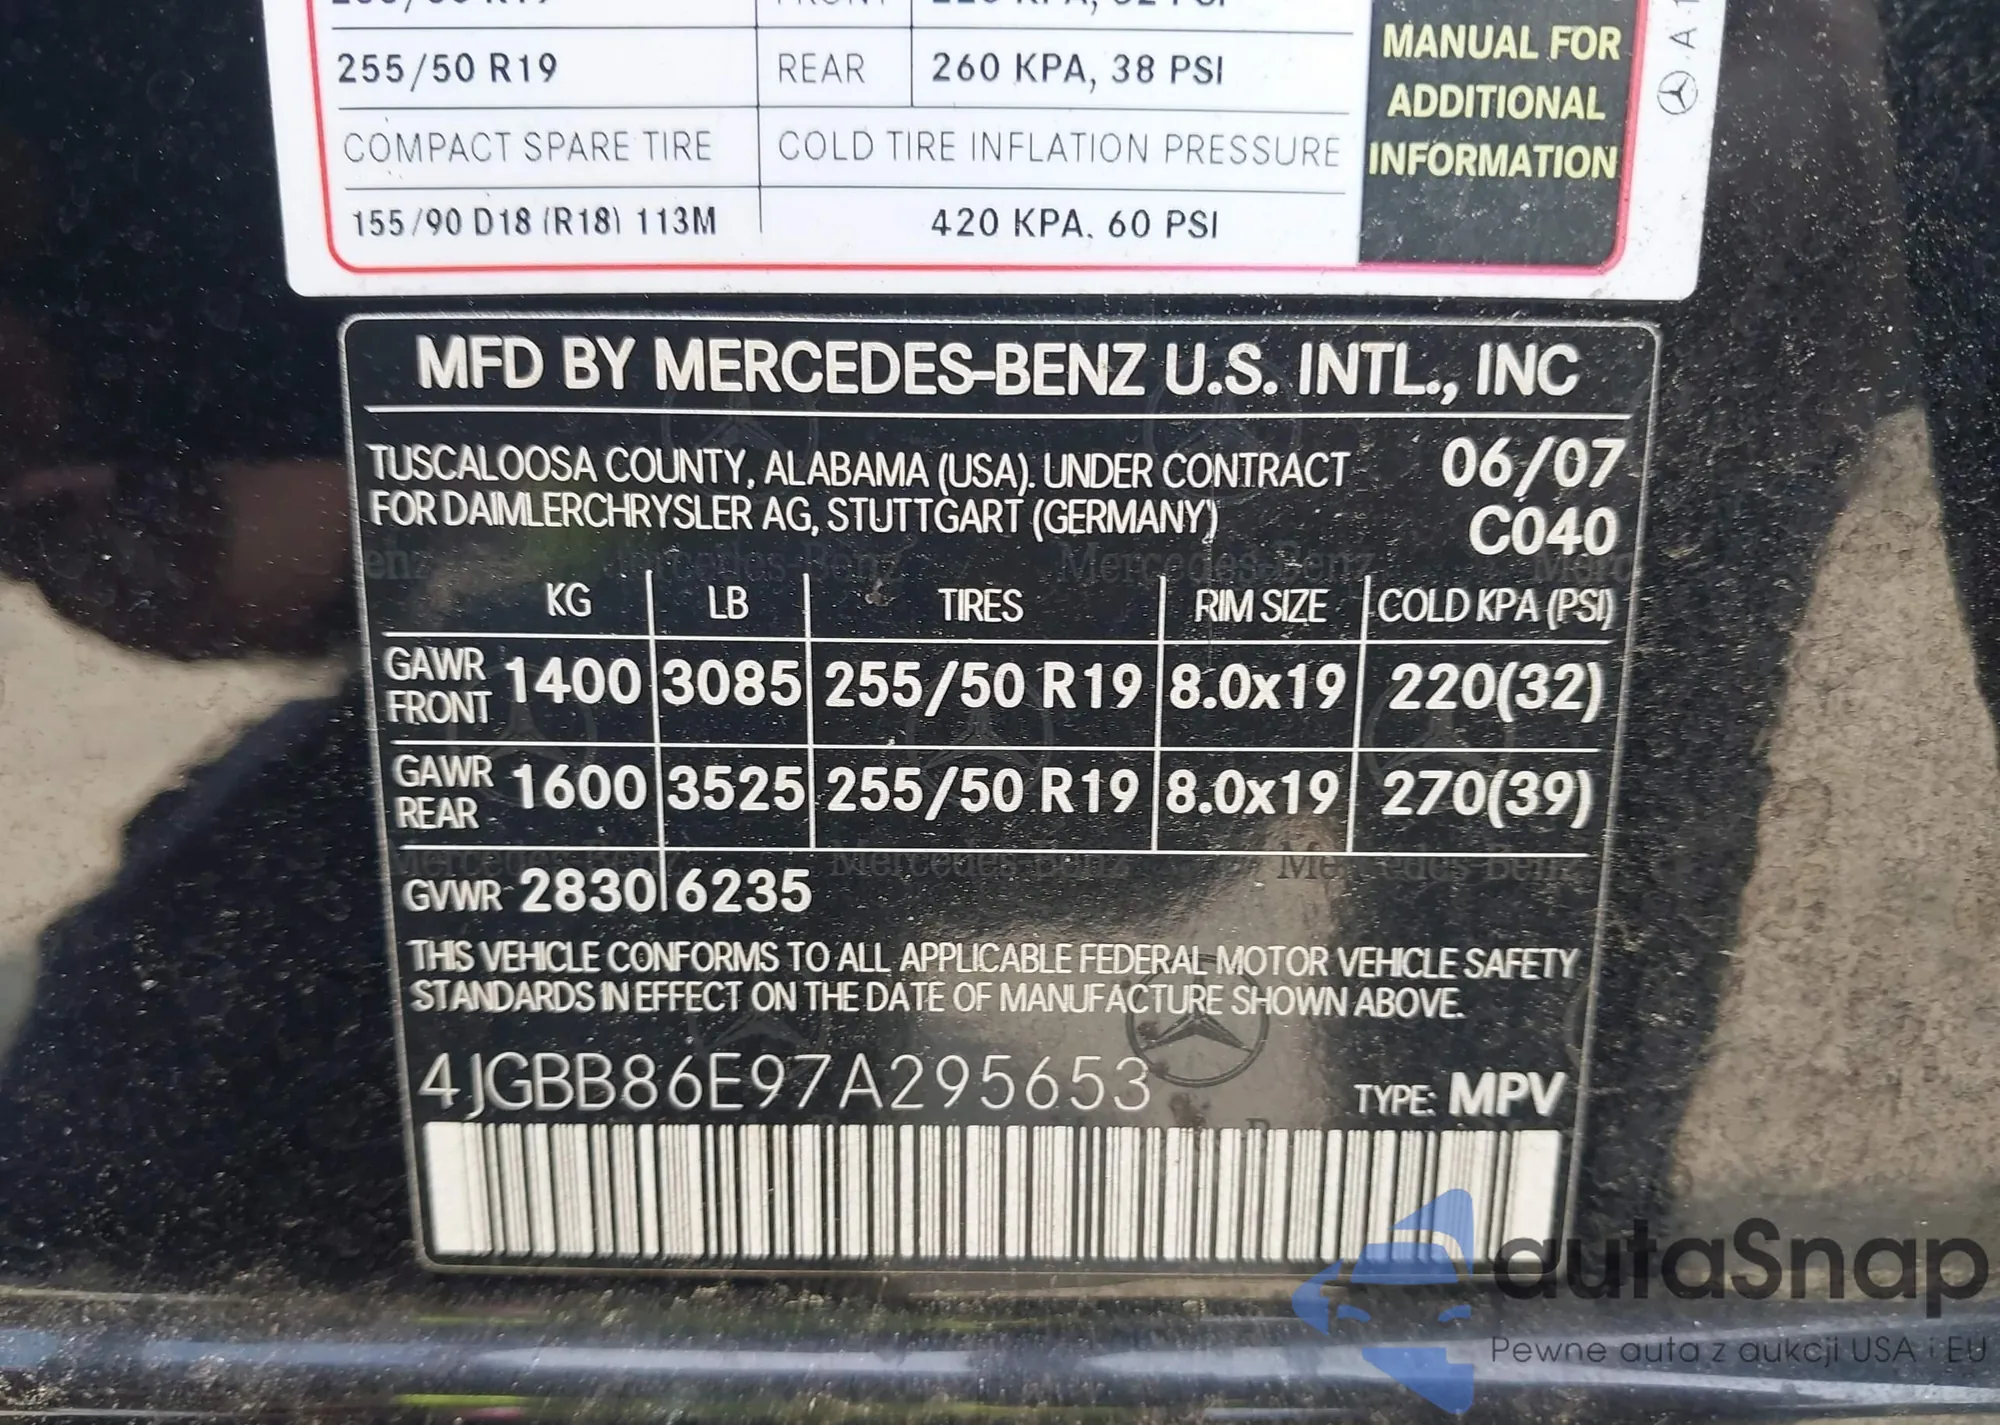 255/50 R19 REAR 260 KPA, 38 PSI
MANUAL FOR
ADDITIONAL
INFORMATION
COMPACT SPARE TIRE COLD TIRE INFLATION PRESSURE
155/90 D18 (R18) 113M 420 KPA. 60 PSI
MFD BY MERCEDES-BENZ U.S. INTL., INC
TUSCALOOSA COUNTY, ALABAMA (USA). UNDER CONTRACT 06/07
FOR DAIMLERCHRYSLER AG, STUTTGART (GERMANY) C040
KG LB TIRES RIM SIZE COLD KPA (PSI)
GAWR FRONT 1400 3085 255/50 R19 8.0x19 220(32)
GAWR REAR 1600 3525 255/50 R19 8.0x19 270(39)
GVWR 2830 6235
THIS VEHICLE CONFORMS TO ALL APPLICABLE FEDERAL MOTOR VEHICLE SAFETY
STANDARDS IN EFFECT ON THE DATE OF MANUFACTURE SHOWN ABOVE.
4JGBB86E97A295653 TYPE: MPV
autaSnap
Pewne auta z aukcji USA i EU